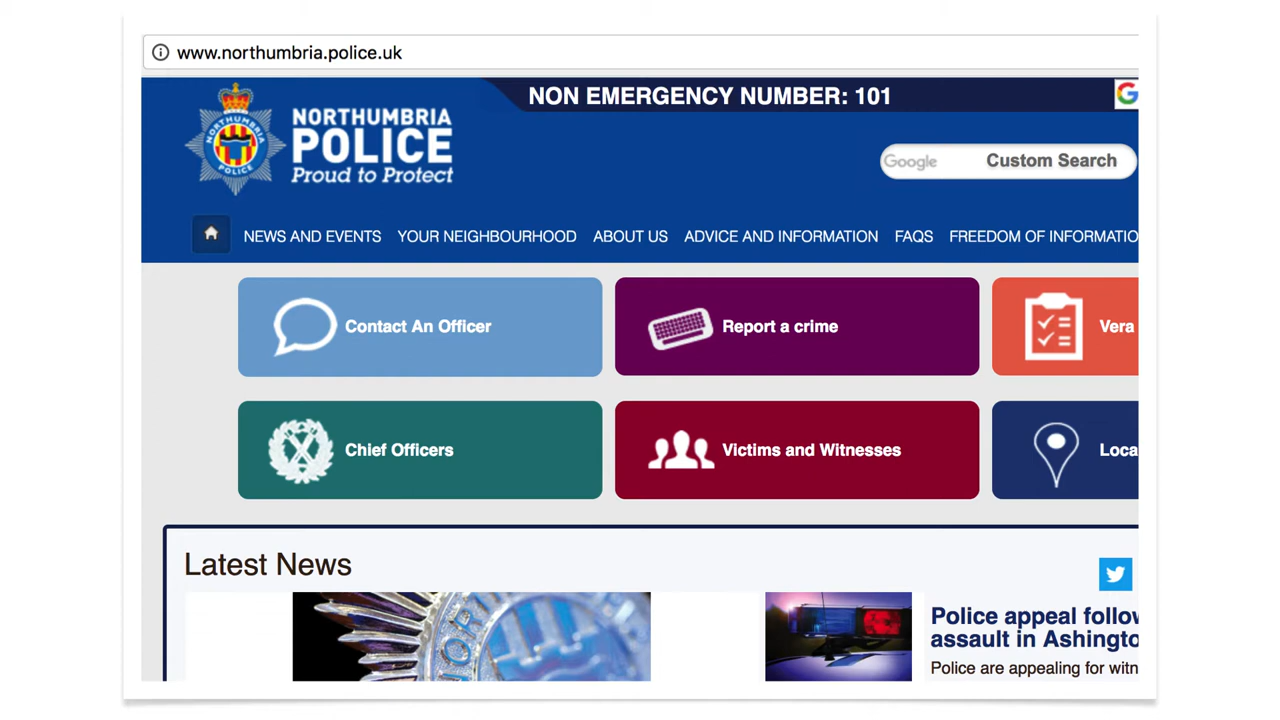 www.northumbria.police.uk
NON EMERGENCY NUMBER: 101
NORTHUMBRIA
POLICE
Proud to Protect
NORTHUMBRIA
POLICE
Google Custom Search
NEWS AND EVENTS YOUR NEIGHBOURHOOD ABOUT US ADVICE AND INFORMATION FAQS FREEDOM OF INFORMATIO
Contact An Officer
Report a crime
Vera
Chief Officers
Victims and Witnesses
Loca
Latest News
Police appeal follow
assault in Ashingto
Police are appealing for witn